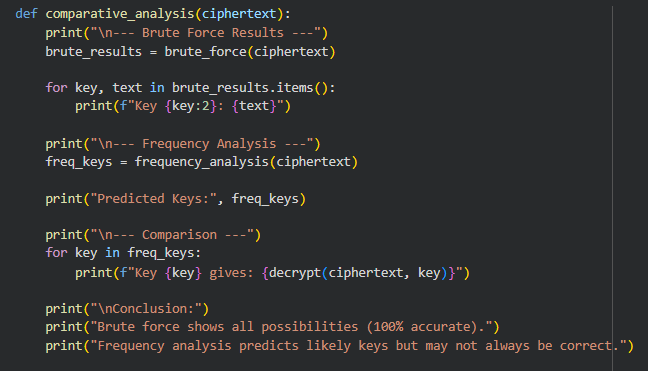 def comparative_analysis(ciphertext):
    print("\n--- Brute Force Results ---")
    brute_results = brute_force(ciphertext)

    for key, text in brute_results.items():
        print(f"Key {key:2}: {text}")

    print("\n--- Frequency Analysis ---")
    freq_keys = frequency_analysis(ciphertext)

    print("Predicted Keys:", freq_keys)

    print("\n--- Comparison ---")
    for key in freq_keys:
        print(f"Key {key} gives: {decrypt(ciphertext, key)}")

    print("\nConclusion:")
    print("Brute force shows all possibilities (100% accurate).")
    print("Frequency analysis predicts likely keys but may not always be correct.")